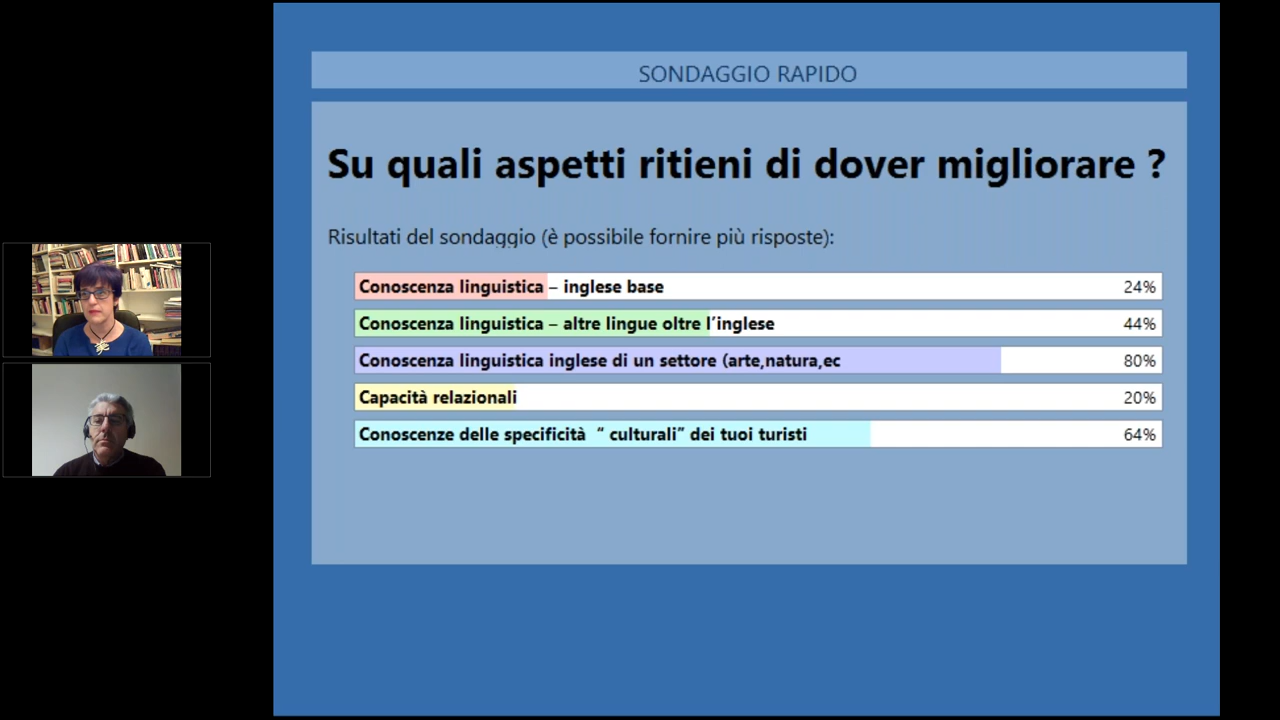 SONDAGGIO RAPIDO
Su quali aspetti ritieni di dover migliorare ?
Risultati del sondaggio (è possibile fornire più risposte):
Conoscenza linguistica – inglese base 24%
Conoscenza linguistica – altre lingue oltre l'inglese 44%
Conoscenza linguistica inglese di un settore (arte,natura,ec 80%
Capacità relazionali 20%
Conoscenze delle specificità “ culturali” dei tuoi turisti 64%